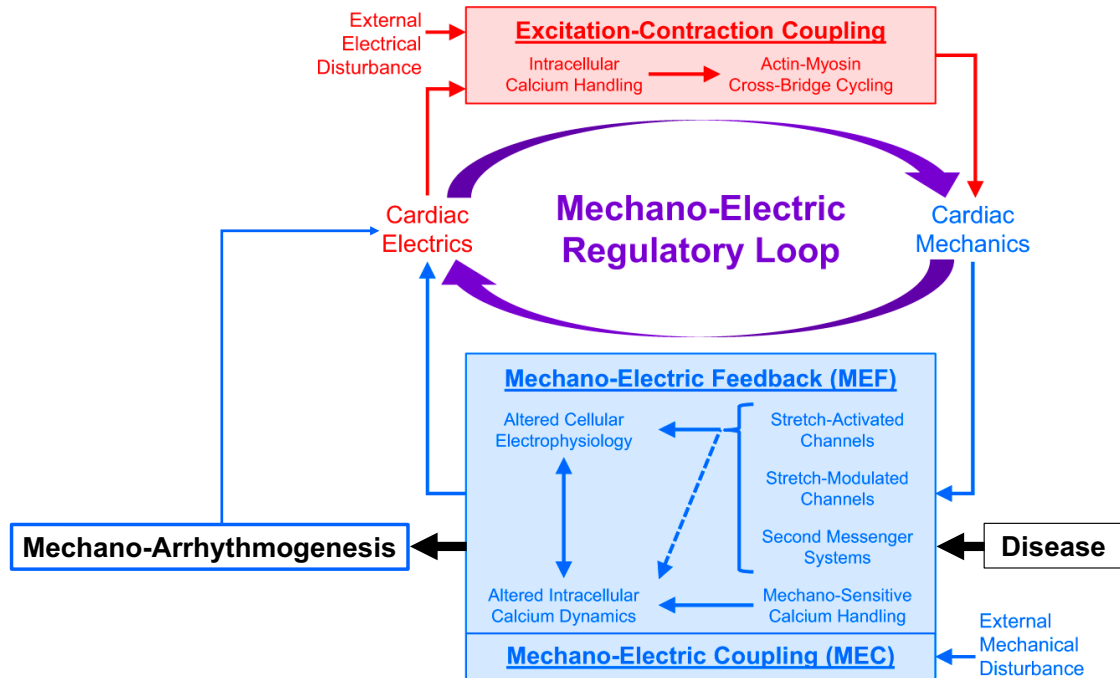 External
Electrical
Disturbance
Excitation-Contraction Coupling
Intracellular
Calcium Handling
Actin-Myosin
Cross-Bridge Cycling
Cardiac
Electrics
Mechano-Electric
Regulatory Loop
Cardiac
Mechanics
Mechano-Electric Feedback (MEF)
Altered Cellular
Electrophysiology
Stretch-Activated
Channels
Stretch-Modulated
Channels
Second Messenger
Systems
Altered Intracellular
Calcium Dynamics
Mechano-Sensitive
Calcium Handling
Mechano-Arrhythmogenesis
Disease
Mechano-Electric Coupling (MEC)
External
Mechanical
Disturbance